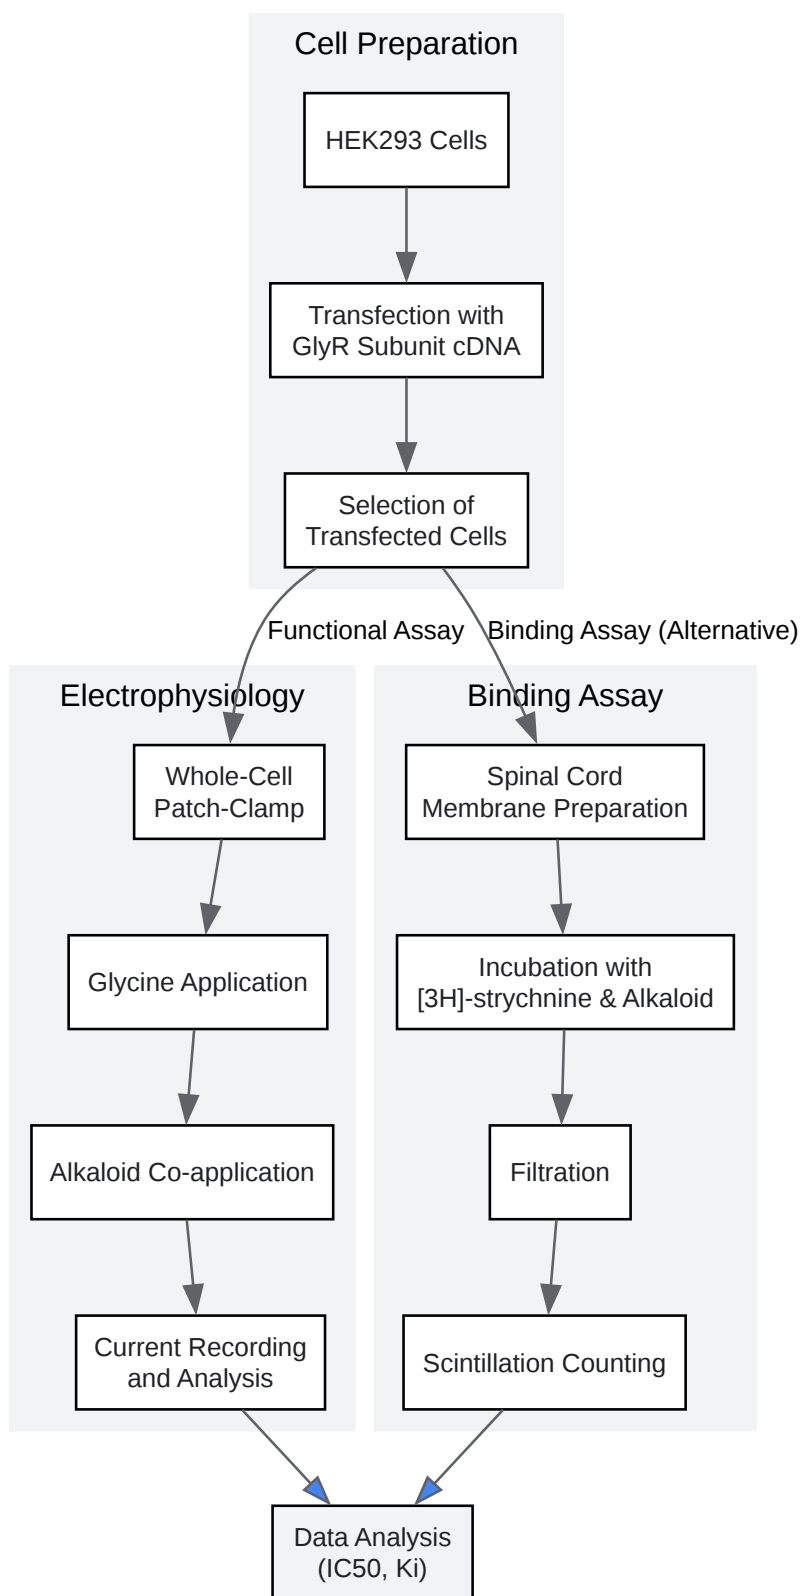 Cell Preparation
HEK293 Cells
Transfection with
GlyR Subunit cDNA
Selection of
Transfected Cells
Functional Assay
Binding Assay (Alternative)
Electrophysiology
Whole-Cell
Patch-Clamp
Glycine Application
Alkaloid Co-application
Current Recording
and Analysis
Binding Assay
Spinal Cord
Membrane Preparation
Incubation with
[3H]-strychnine & Alkaloid
Filtration
Scintillation Counting
Data Analysis
(IC50, Ki)